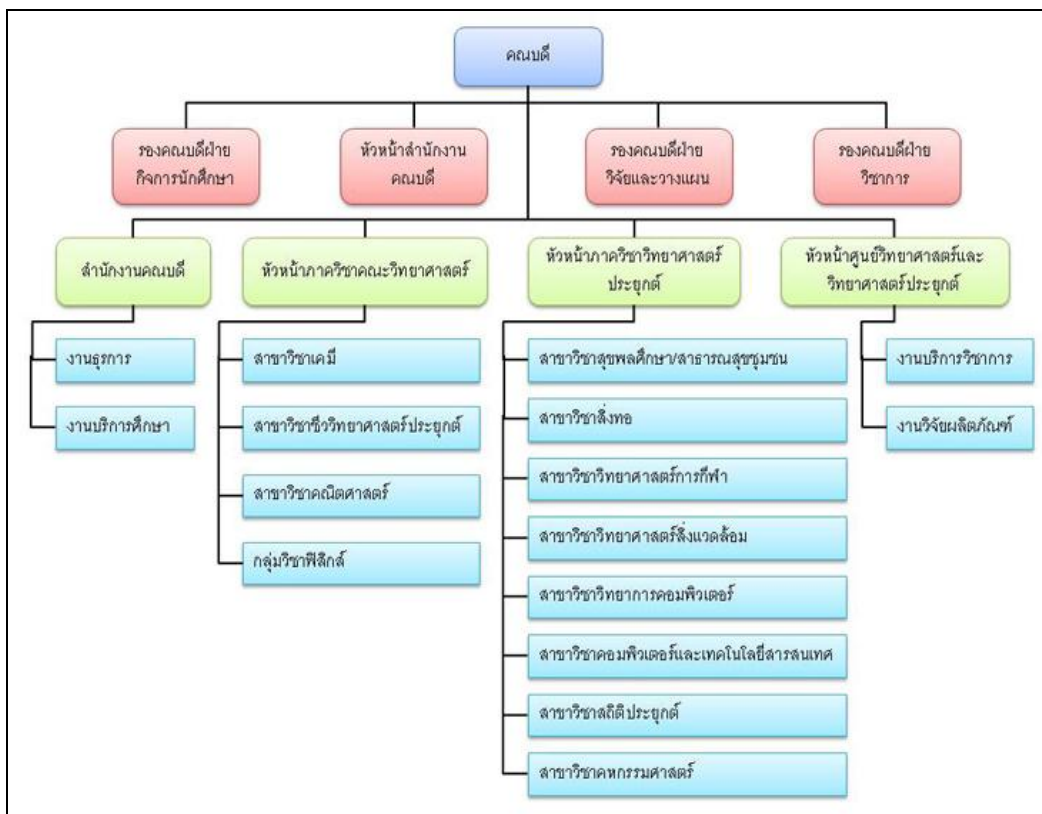 คณบดี
รองคณบดีฝ่าย
กิจการนักศึกษา
หัวหน้าสำนักงาน
คณบดี
รองคณบดีฝ่าย
วิจัยและวางแผน
รองคณบดีฝ่าย
วิชาการ
สำนักงานคณบดี
หัวหน้าภาควิชาคณะวิทยาศาสตร์
หัวหน้าภาควิชาวิทยาศาสตร์
ประยุกต์
หัวหน้าศูนย์วิทยาศาสตร์และ
วิทยาศาสตร์ประยุกต์
งานธุรการ
งานบริการศึกษา
สาขาวิชาเคมี
สาขาวิชาชีววิทยาศาสตร์ประยุกต์
สาขาวิชาคณิตศาสตร์
กลุ่มวิชาฟิสิกส์
สาขาวิชาสุขพลศึกษา/สาธารณสุขชุมชน
สาขาวิชาสิ่งทอ
สาขาวิชาวิทยาศาสตร์การกีฬา
สาขาวิชาวิทยาศาสตร์สิ่งแวดล้อม
สาขาวิชาวิทยาการคอมพิวเตอร์
สาขาวิชาคอมพิวเตอร์และเทคโนโลยีสารสนเทศ
สาขาวิชาสถิติประยุกต์
สาขาวิชาคหกรรมศาสตร์
งานบริการวิชาการ
งานวิจัยผลิตภัณฑ์